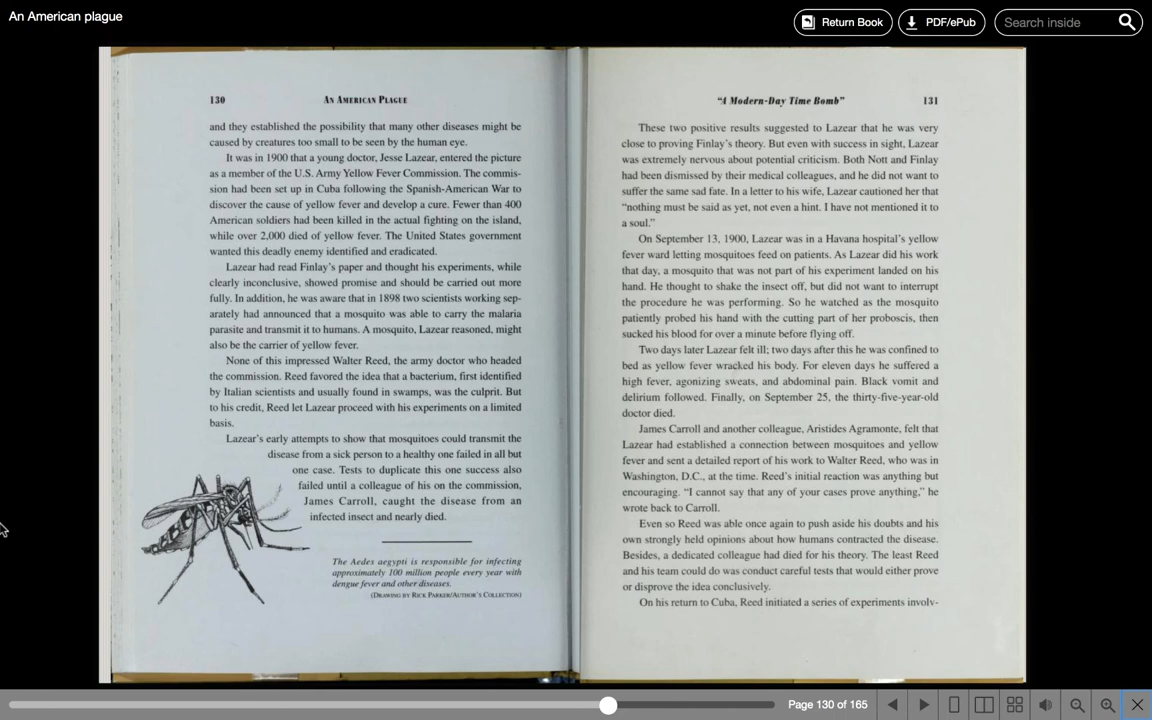 An American plague
Return Book
PDF/ePub
Search inside
130
AN AMERICAN PLAGUE
and they established the possibility that many other diseases might be
caused by creatures too small to be seen by the human eye.
It was in 1900 that a young doctor, Jesse Lazear, entered the picture
as a member of the U.S. Army Yellow Fever Commission. The commis-
sion had been set up in Cuba following the Spanish-American War to
discover the cause of yellow fever and develop a cure. Fewer than 400
American soldiers had been killed in the actual fighting on the island,
while over 2,000 died of yellow fever. The United States government
wanted this deadly enemy identified and eradicated.
Lazear had read Finlay's paper and thought his experiments, while
clearly inconclusive, showed promise and should be carried out more
fully. In addition, he was aware that in 1898 two scientists working sep-
arately had announced that a mosquito was able to carry the malaria
parasite and transmit it to humans. A mosquito, Lazear reasoned, might
also be the carrier of yellow fever.
None of this impressed Walter Reed, the army doctor who headed
the commission. Reed favored the idea that a bacterium, first identified
by Italian scientists and usually found in swamps, was the culprit. But
to his credit, Reed let Lazear proceed with his experiments on a limited
basis.
Lazear's early attempts to show that mosquitoes could transmit the
disease from a sick person to a healthy one failed in all but
one case. Tests to duplicate this one success also
failed until a colleague of his on the commission,
James Carroll, caught the disease from an
infected insect and nearly died.
The Aedes aegypti is responsible for infecting
approximately 100 million people every year with
dengue fever and other diseases.
(DRAWING BY RICK PARKER/AUTHOR'S COLLECTION)
"A Modern-Day Time Bomb"
131
These two positive results suggested to Lazear that he was very
close to proving Finlay's theory. But even with success in sight, Lazear
was extremely nervous about potential criticism. Both Nott and Finlay
had been dismissed by their medical colleagues, and he did not want to
suffer the same sad fate. In a letter to his wife, Lazear cautioned her that
"nothing must be said as yet, not even a hint. I have not mentioned it to
a soul."
On September 13, 1900, Lazear was in a Havana hospital's yellow
fever ward letting mosquitoes feed on patients. As Lazear did his work
that day, a mosquito that was not part of his experiment landed on his
hand. He thought to shake the insect off, but did not want to interrupt
the procedure he was performing. So he watched as the mosquito
patiently probed his hand with the cutting part of her proboscis, then
sucked his blood for over a minute before flying off.
Two days later Lazear felt ill; two days after this he was confined to
bed as yellow fever wracked his body. For eleven days he suffered a
high fever, agonizing sweats, and abdominal pain. Black vomit and
delirium followed. Finally, on September 25, the thirty-five-year-old
doctor died.
James Carroll and another colleague, Aristides Agramonte, felt that
Lazear had established a connection between mosquitoes and yellow
fever and sent a detailed report of his work to Walter Reed, who was in
Washington, D.C., at the time. Reed's initial reaction was anything but
encouraging. "I cannot say that any of your cases prove anything," he
wrote back to Carroll.
Even so Reed was able once again to push aside his doubts and his
own strongly held opinions about how humans contracted the disease.
Besides, a dedicated colleague had died for his theory. The least Reed
and his team could do was conduct careful tests that would either prove
or disprove the idea conclusively.
On his return to Cuba, Reed initiated a series of experiments involv-
Page 130 of 165